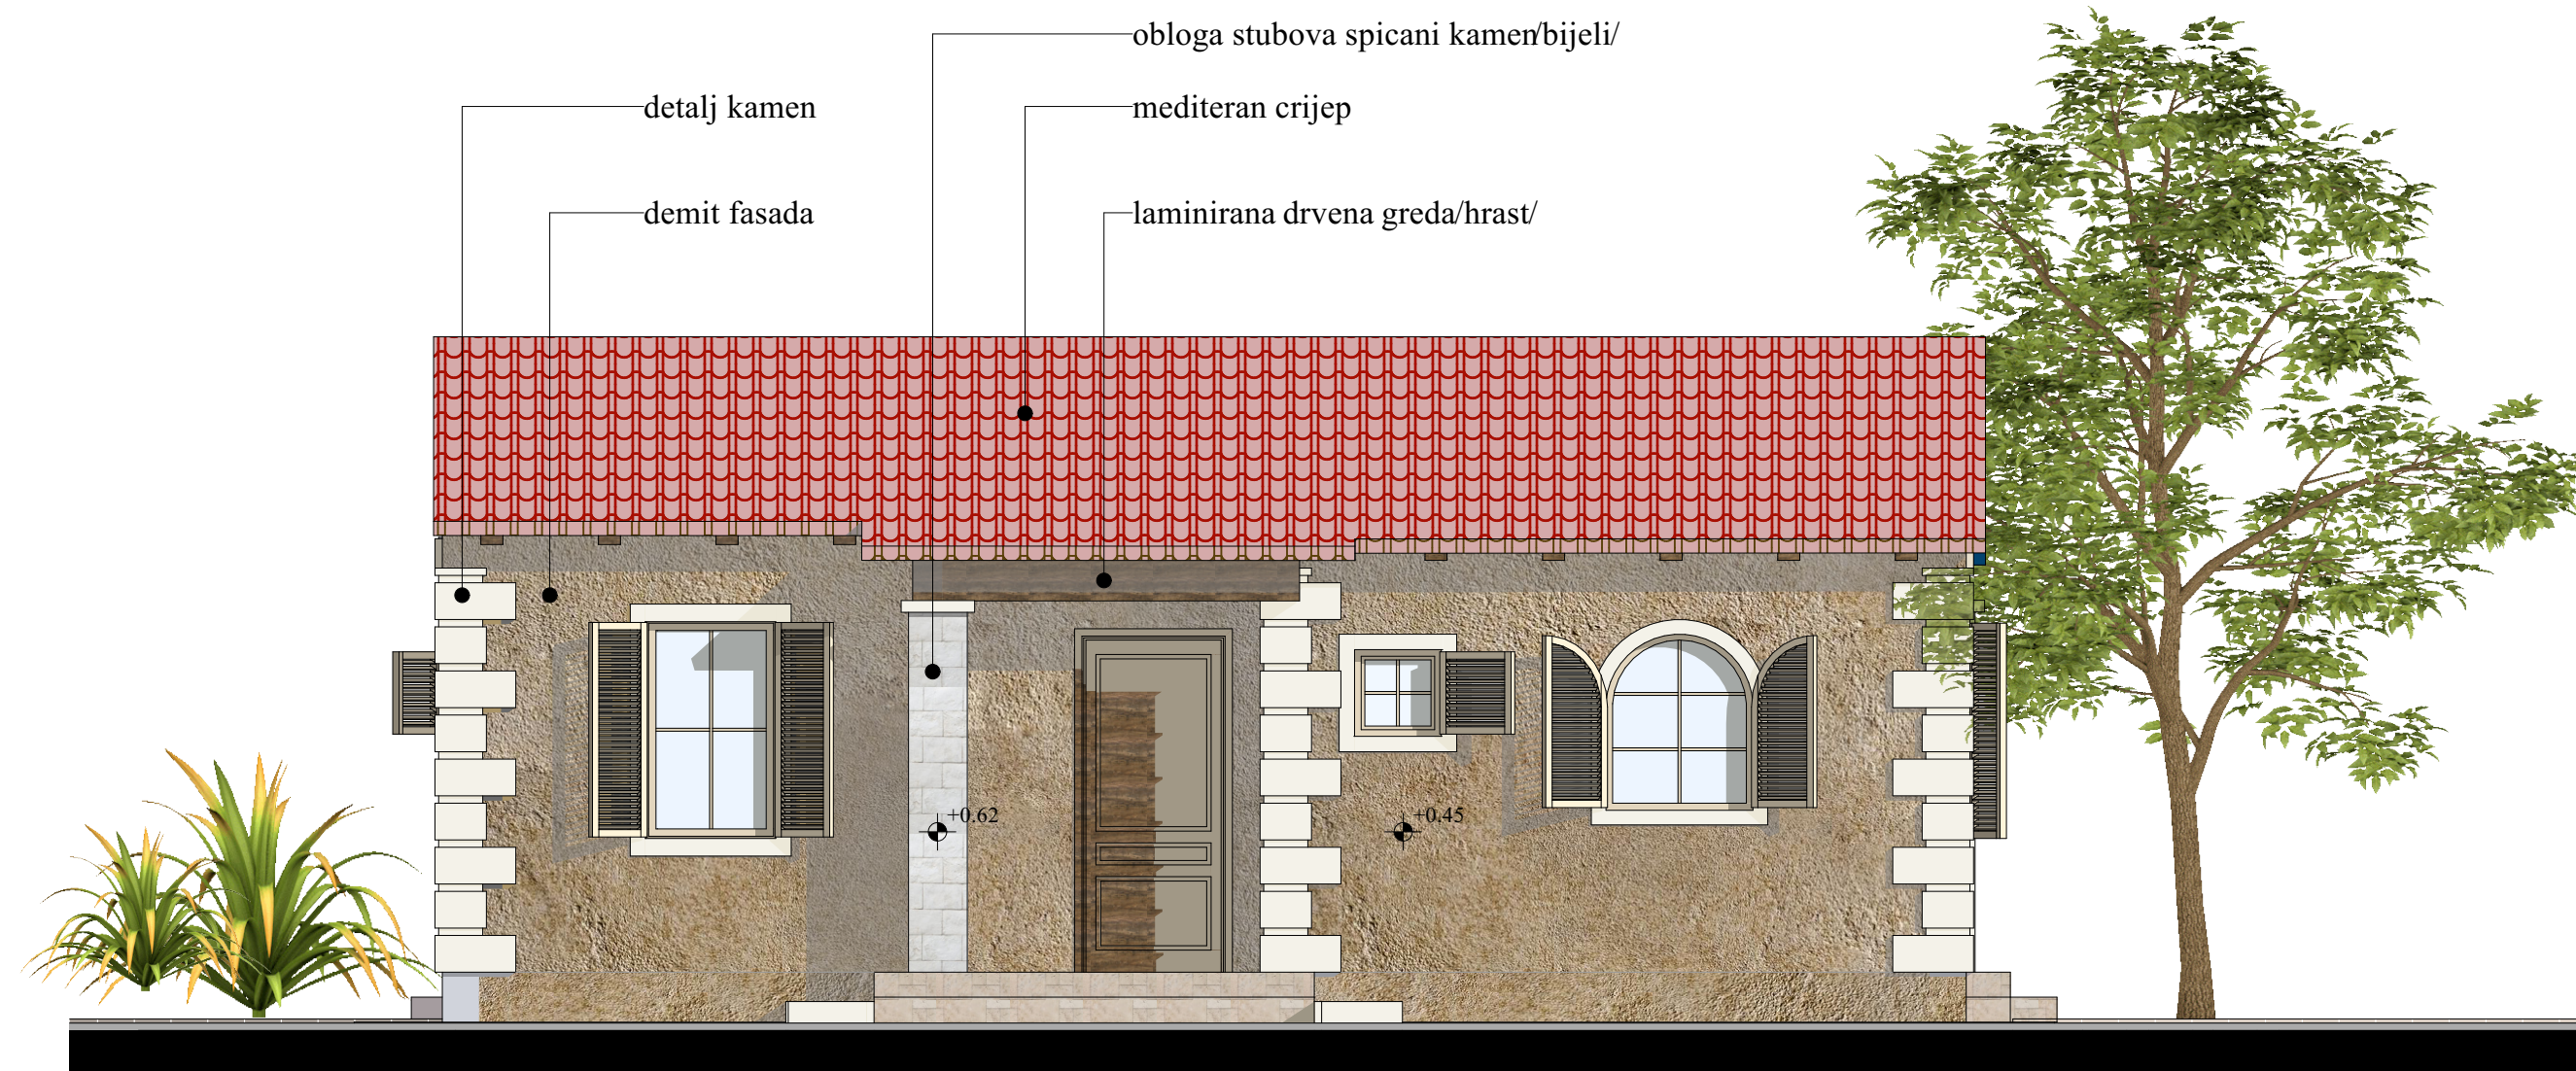 obloga stubova spicani kamen/bijeli/
detalj kamen
mediteran crijep
demit fasada
laminirana drvena greda/hrast/
+0.62
+0.45